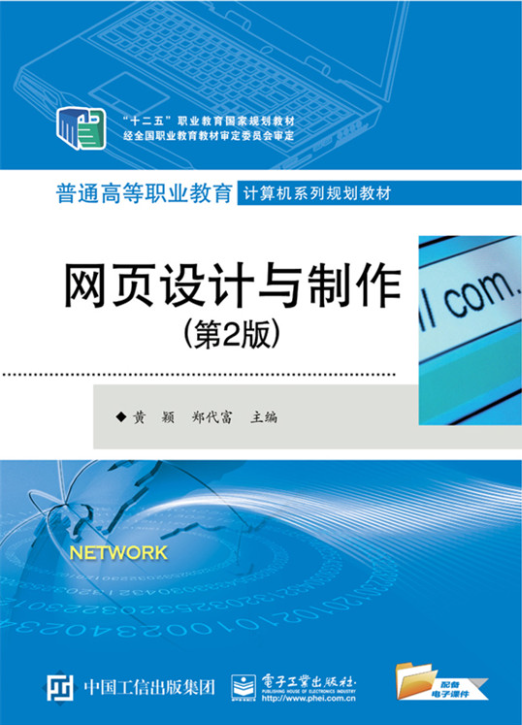 “十二五”职业教育国家规划教材
经全国职业教育教材审定委员会审定
普通高等职业教育 计算机系列规划教材
网页设计与制作
(第2版)
l com.
◆ 黄 颖 郑代富 主编
NETWORK
中国工信出版集团
电子工业出版社·
PUBLISHING HOUSE OF ELECTRONICS INDUSTRY
http://www.phei.com.cn
配备
电子课件